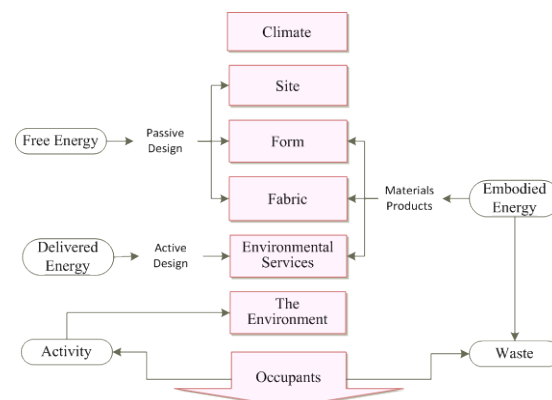 Climate
Site
Free Energy
Passive
Design
Form
Fabric
Materials
Products
Embodied
Energy
Delivered
Energy
Active
Design
Environmental
Services
The
Environment
Activity
Occupants
Waste